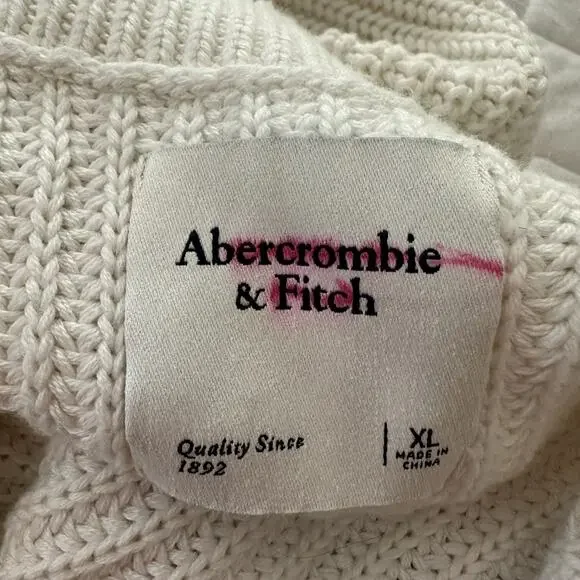 Abercrombie
& Fitch
Quality Since
1892
XL
MADE IN
CHINA